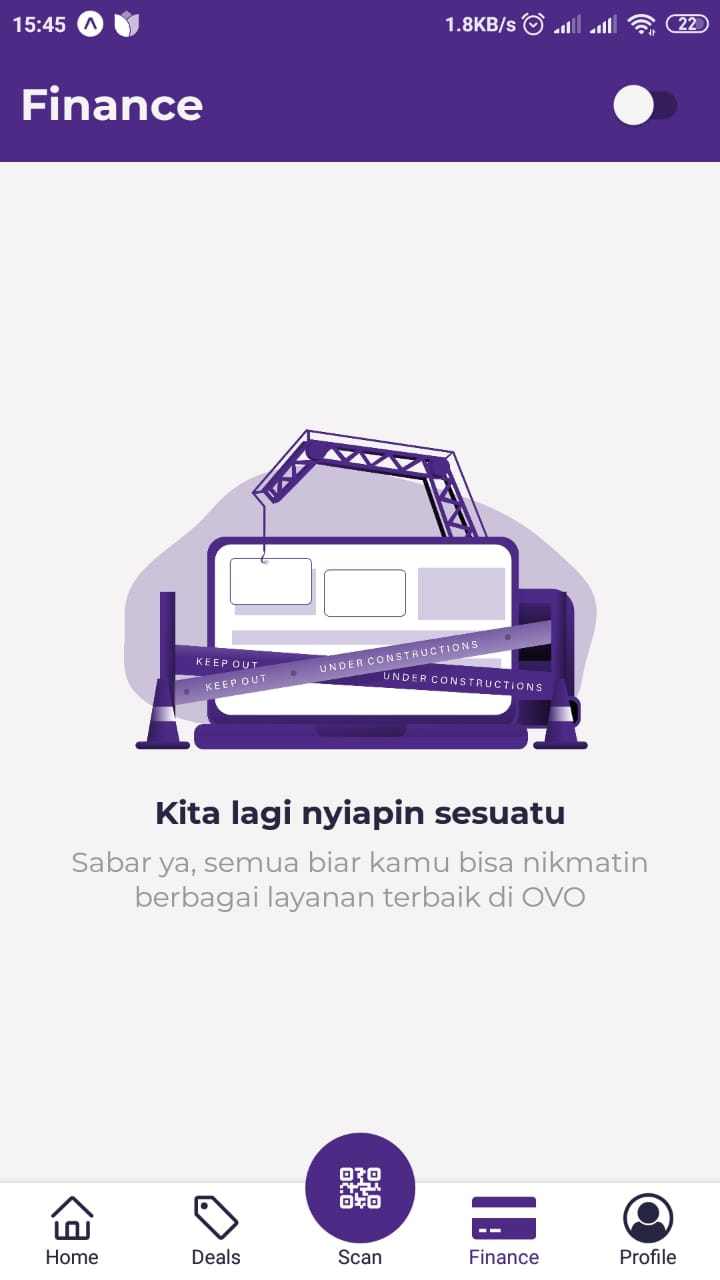 15:45 1.8KB/s 22
Finance
KEEP OUT
KEEP OUT UNDER CONSTRUCTIONS
UNDER CONSTRUCTIONS
Kita lagi nyiapin sesuatu
Sabar ya, semua biar kamu bisa nikmatin
berbagai layanan terbaik di OVO
Home Deals Scan Finance Profile